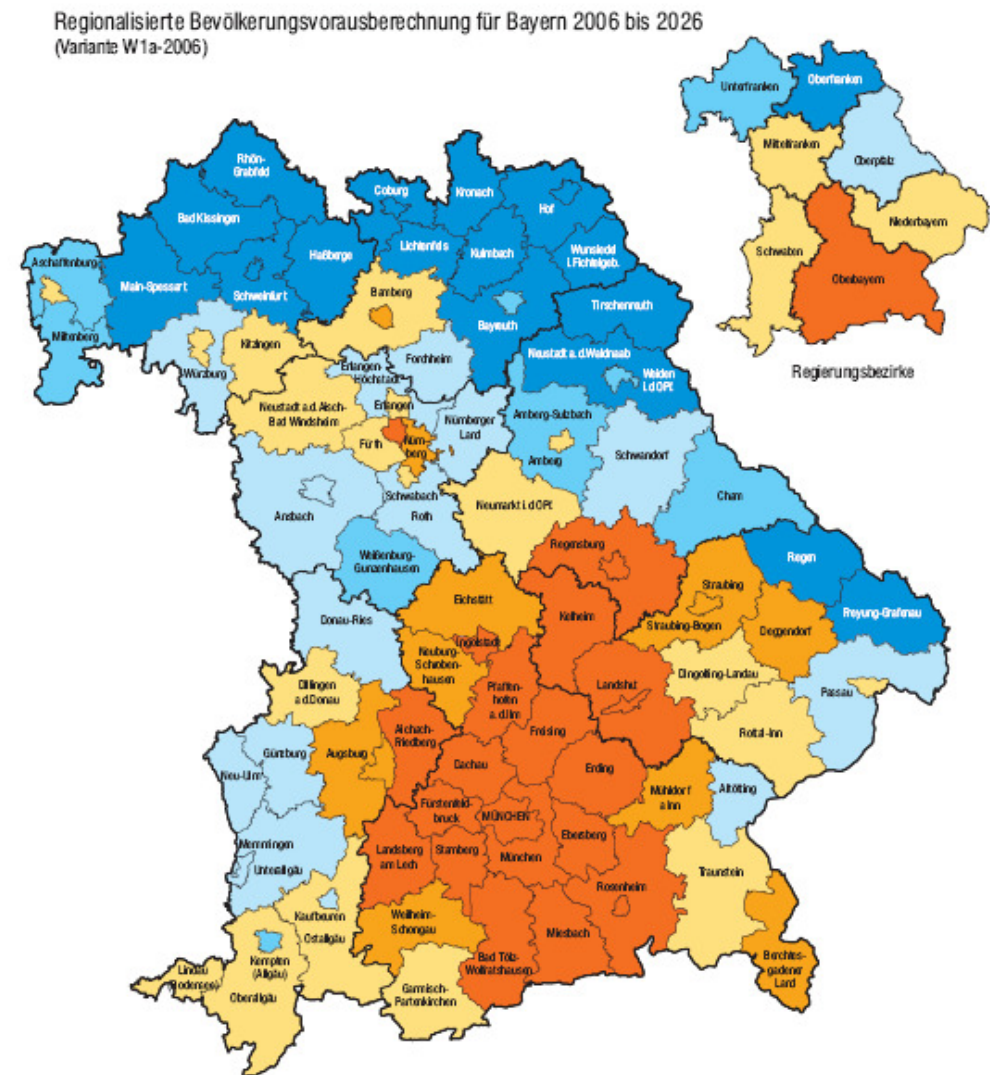 Regionalisierte Bevölkerungsvorausberechnung für Bayern 2006 bis 2026
(Variante W1a-2006)
Unterfranken
Oberfranken
Mittelfranken
Oberpfalz
Niederbayern
Schwaben
Oberbayern
Regierungsbezirke
Rhön-
Grabfeld
Coburg
Kronach
Hof
Bad Kissingen
Lichtenfels
Kulmbach
Wunsiedel
i.Fichtelgeb.
Haßberge
Aschaffenburg
Main-Spessart
Schweinfurt
Bamberg
Tirschenreuth
Miltenberg
Bayreuth
Kitzingen
Würzburg
Forchheim
Neustadt a.d.Waldnaab
Weiden
i.d.OPf.
Erlangen-
Höchstadt
Neustadt a.d. Aisch-
Bad Windsheim
Erlangen
Nürnberger
Land
Amberg-Sulzbach
Fürth
Nürn-
berg
Amberg
Schwandorf
Ansbach
Schwabach
Roth
Neumarkt i.d.OPf.
Cham
Weißenburg-
Gunzenhausen
Regensburg
Regen
Eichstätt
Straubing
Kelheim
Freyung-Grafenau
Donau-Ries
Straubing-Bogen
Deggendorf
Ingolstadt
Neuburg-
Schroben-
hausen
Dingolfing-Landau
Dillingen
a.d.Donau
Pfaffen-
hofen
a.d.Ilm
Landshut
Passau
Aichach-
Friedberg
Rottal-Inn
Günzburg
Augsburg
Freising
Neu-Ulm
Dachau
Erding
Mühldorf
a Inn
Altötting
Fürstenfeld-
bruck
MÜNCHEN
Ebersberg
Memmingen
Landsberg
am Lech
Starnberg
München
Unterallgäu
Traunstein
Rosenheim
Kaufbeuren
Weilheim-
Schongau
Ostallgäu
Miesbach
Kempten
(Allgäu)
Bad Tölz-
Wolfratshausen
Berchtes-
gadener
Land
Lindau
(Bodensee)
Garmisch-
Partenkirchen
Oberallgäu